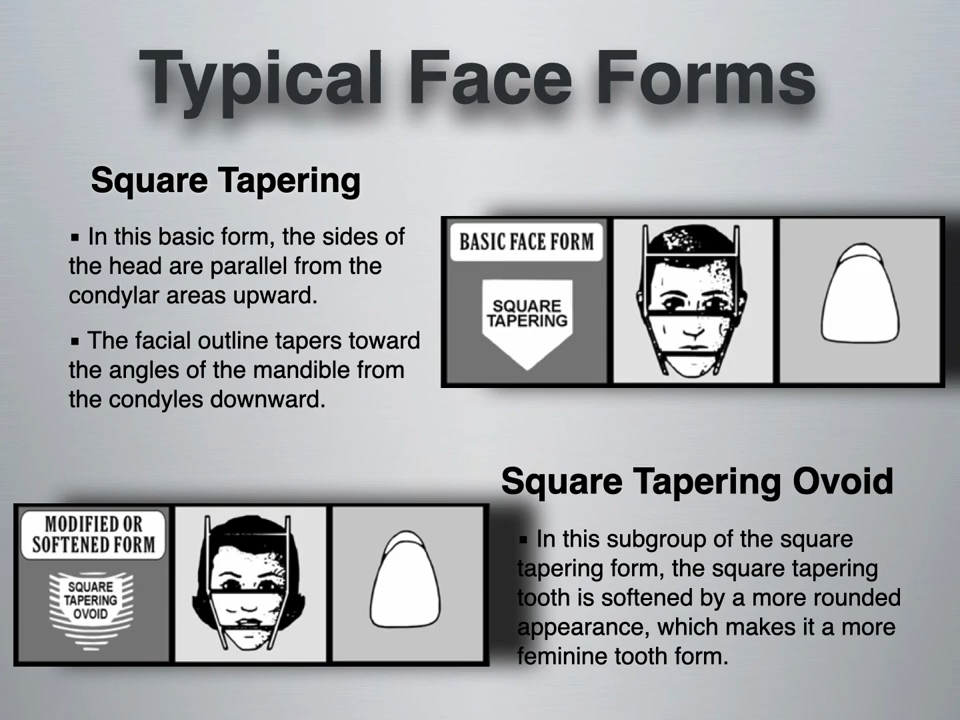 Typical Face Forms
Square Tapering
▪ In this basic form, the sides of
the head are parallel from the
condylar areas upward.
▪ The facial outline tapers toward
the angles of the mandible from
the condyles downward.
BASIC FACE FORM
SQUARE
TAPERING
Square Tapering Ovoid
▪ In this subgroup of the square
tapering form, the square tapering
tooth is softened by a more rounded
appearance, which makes it a more
feminine tooth form.
MODIFIED OR
SOFTENED FORM
SQUARE
TAPERING
OVOID